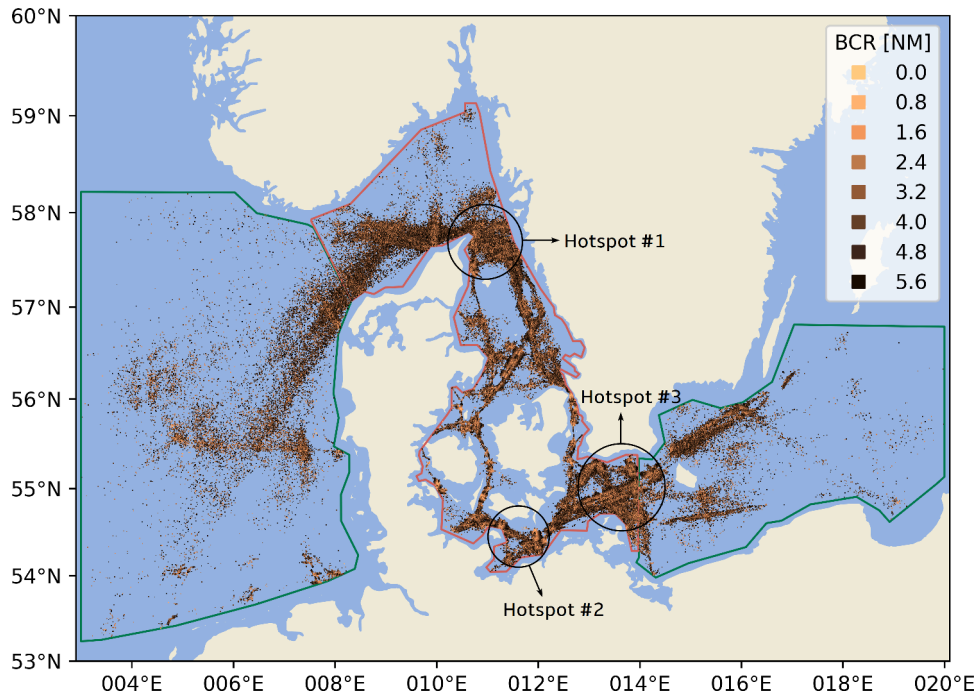 60°N
59°N
58°N
57°N
56°N
55°N
54°N
53°N
BCR [NM]
0.0
0.8
1.6
2.4
3.2
4.0
4.8
5.6
Hotspot #1
Hotspot #3
Hotspot #2
004°E 006°E 008°E 010°E 012°E 014°E 016°E 018°E 020°E